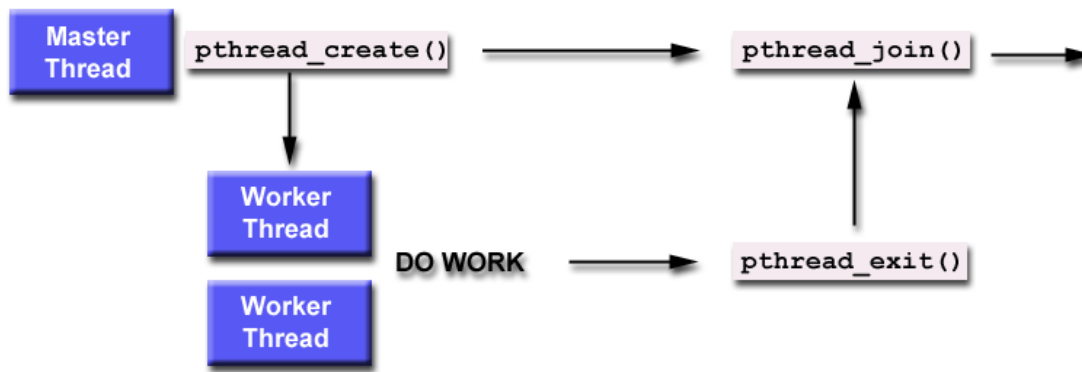 Master
Thread
pthread_create()
pthread_join()
Worker
Thread
DO WORK
pthread_exit()
Worker
Thread